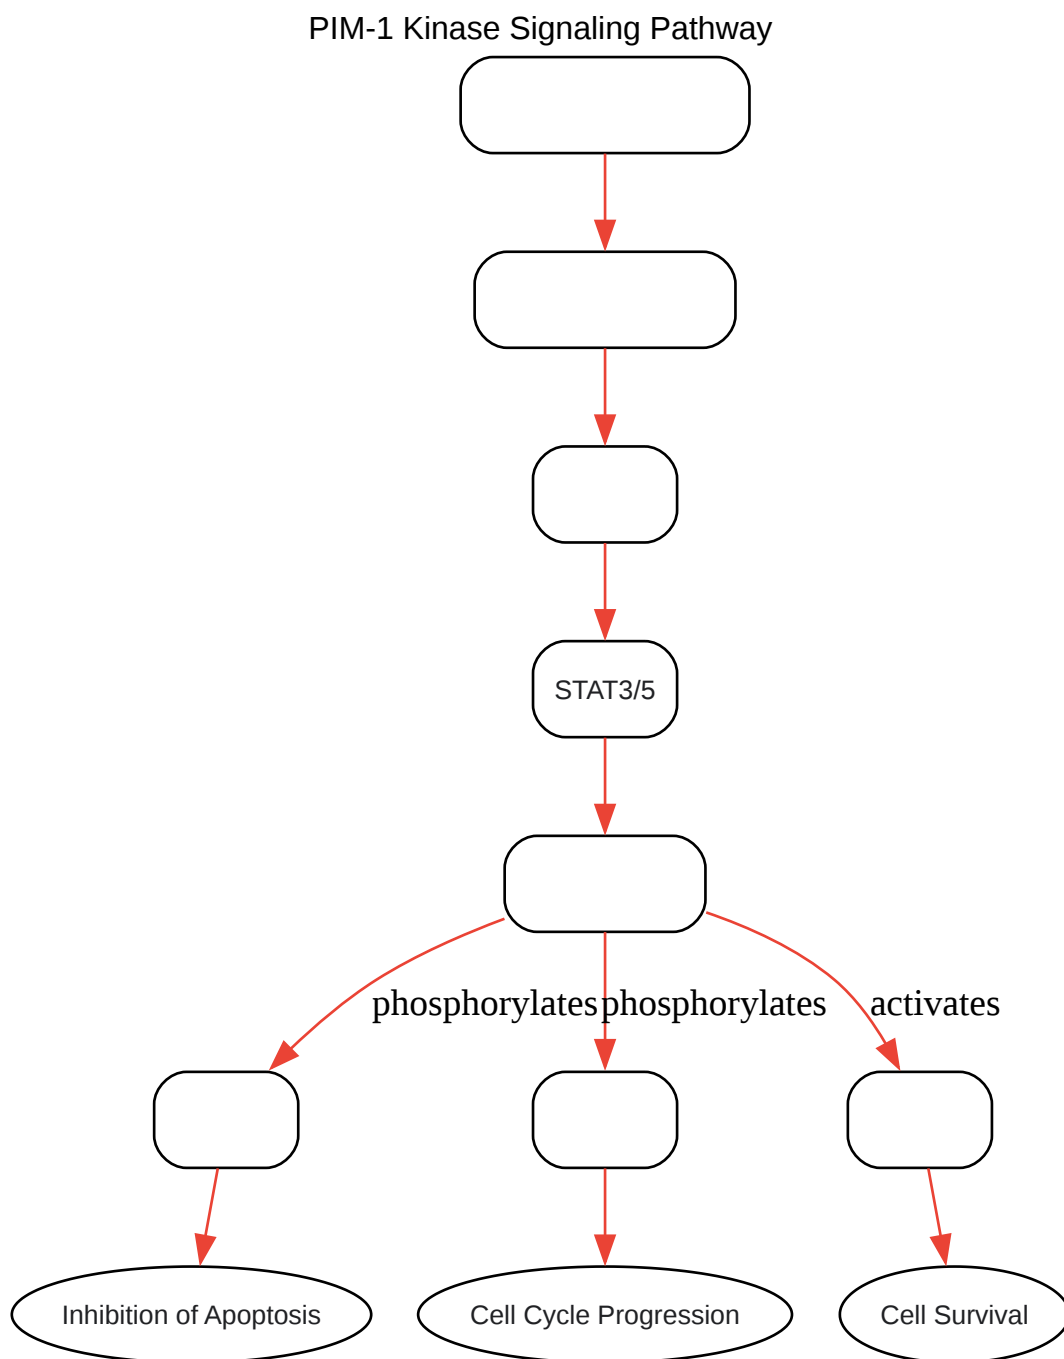 PIM-1 Kinase Signaling Pathway
STAT3/5
phosphorylates
phosphorylates
activates
Inhibition of Apoptosis
Cell Cycle Progression
Cell Survival